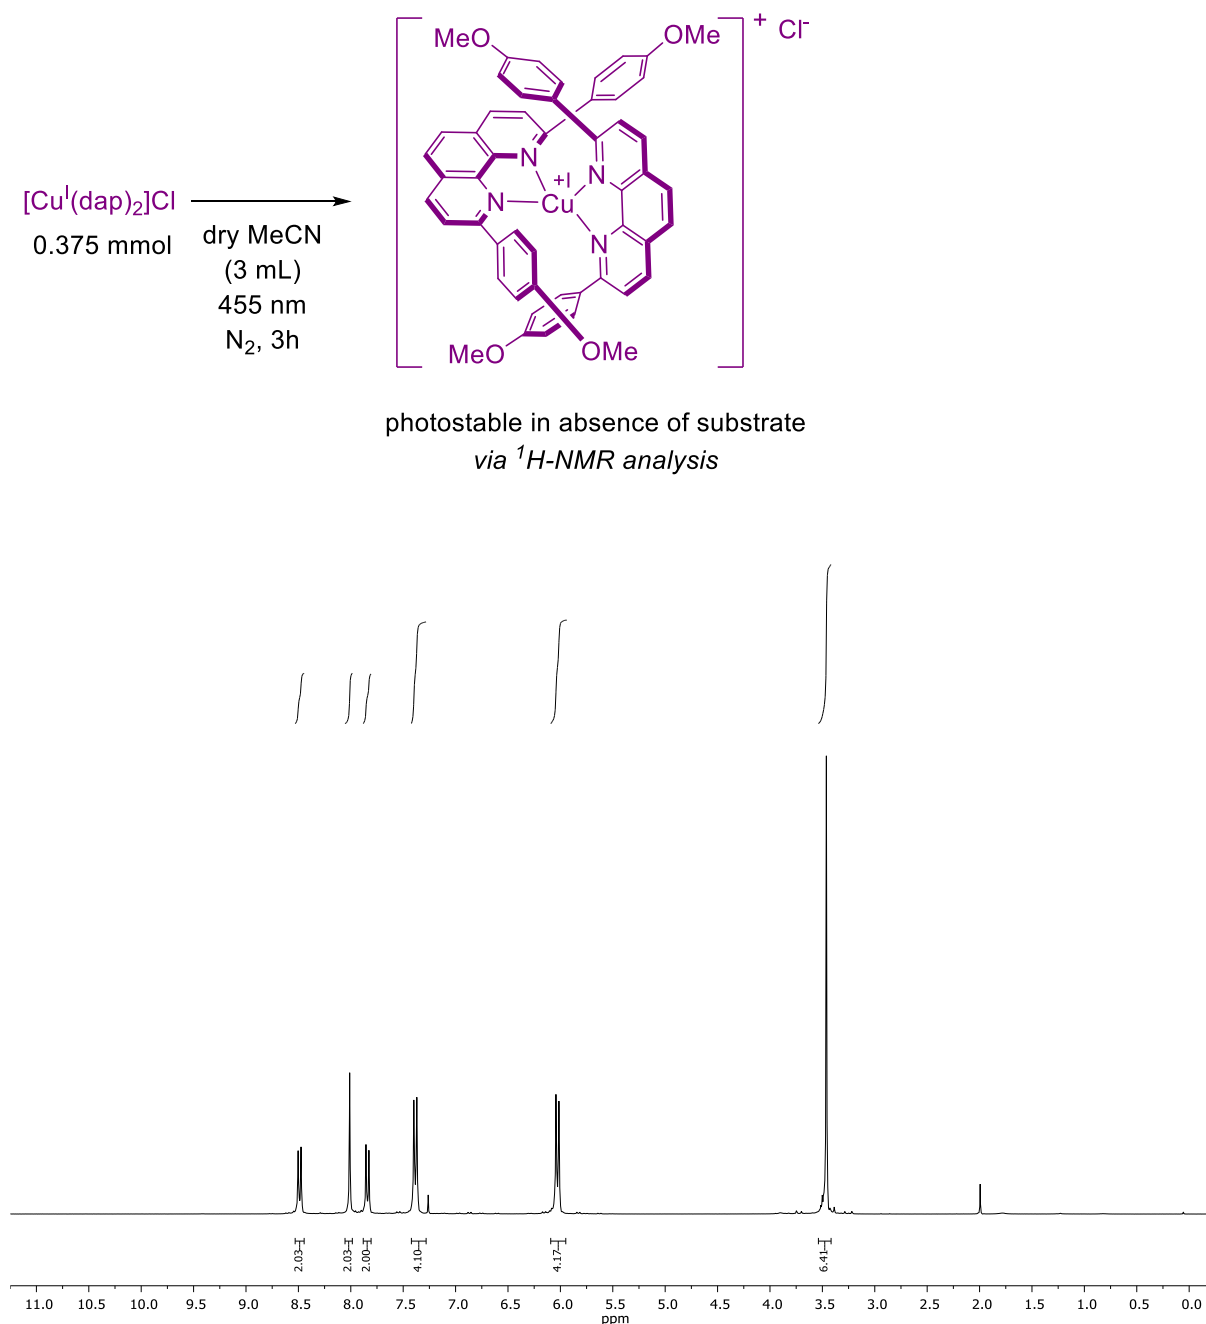 MeO
OMe
+ Cl-
N
N
+I
Cu
N
N
MeO
OMe
[CuI(dap)2]Cl
0.375 mmol
dry MeCN
(3 mL)
455 nm
N2, 3h
photostable in absence of substrate
via 1H-NMR analysis
2.03
2.03
2.00
4.10
4.17
6.41
11.0 10.5 10.0 9.5 9.0 8.5 8.0 7.5 7.0 6.5 6.0 5.5 5.0 4.5 4.0 3.5 3.0 2.5 2.0 1.5 1.0 0.5 0.0
ppm